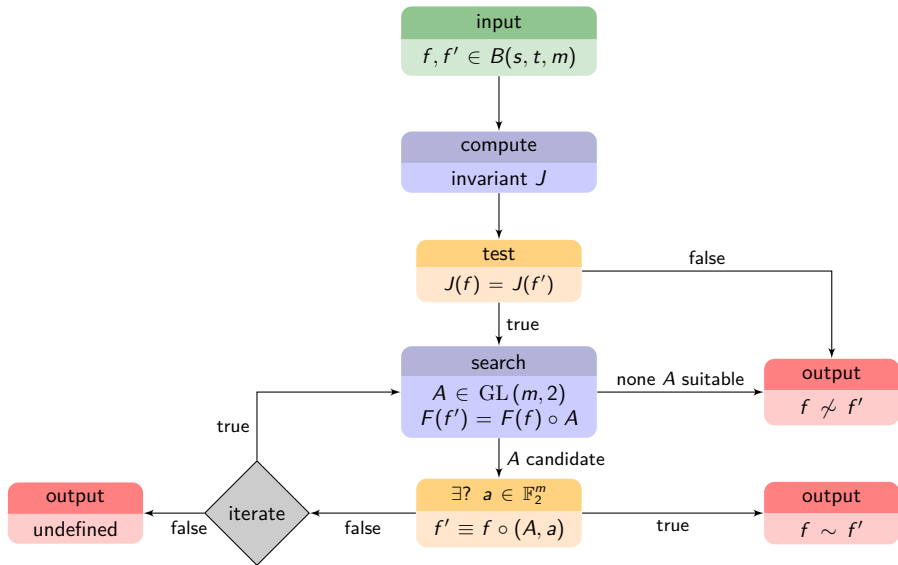 input
f, f′ ∈ B(s, t, m)
compute
invariant J
test
J(f) = J(f′)
false
true
search
A ∈ GL (m, 2)
F(f′) = F(f) ∘ A
none A suitable
output
f ≁ f′
true
A candidate
output
undefined
false
iterate
false
∃? a ∈ 𝔽₂ᵐ
f′ ≡ f ∘ (A, a)
true
output
f ∼ f′